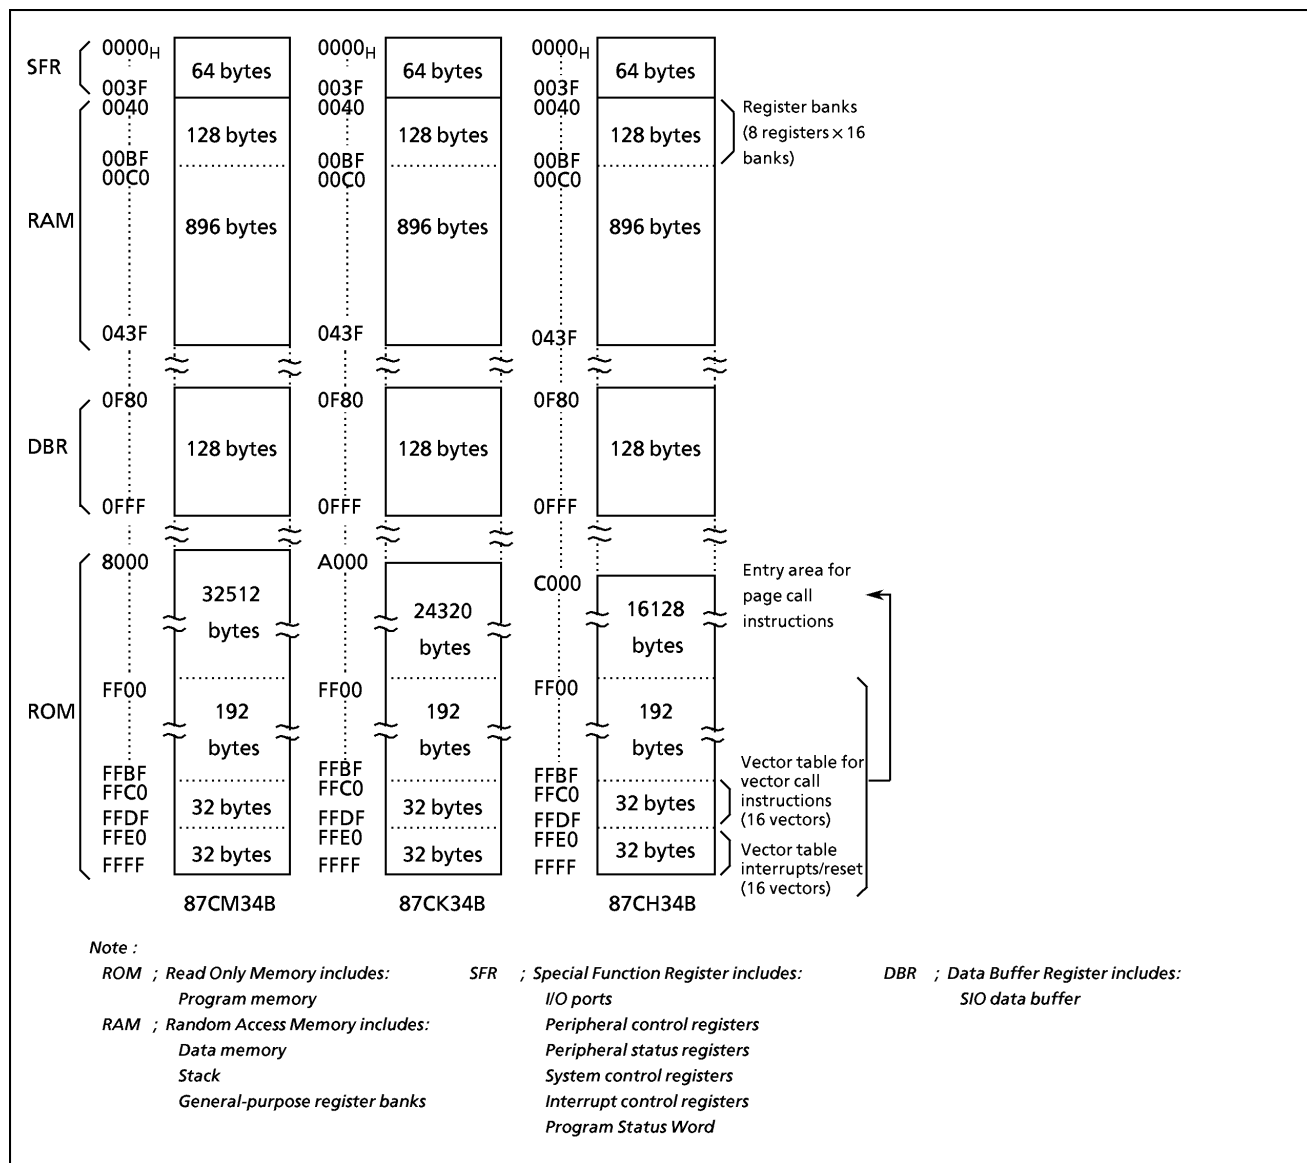 SFR
0000H
003F
64 bytes
0000H
003F
64 bytes
0000H
003F
64 bytes
RAM
0040
00BF
128 bytes
00C0
043F
896 bytes
0040
00BF
128 bytes
00C0
043F
896 bytes
0040
00BF
128 bytes
00C0
043F
896 bytes
Register banks
(8 registers × 16
banks)
DBR
0F80
0FFF
128 bytes
0F80
0FFF
128 bytes
0F80
0FFF
128 bytes
ROM
8000
32512
bytes
FF00
192
bytes
FFBF
FFC0
32 bytes
FFDF
FFE0
32 bytes
FFFF
A000
24320
bytes
FF00
192
bytes
FFBF
FFC0
32 bytes
FFDF
FFE0
32 bytes
FFFF
C000
16128
bytes
FF00
192
bytes
FFBF
FFC0
32 bytes
FFDF
FFE0
32 bytes
FFFF
Entry area for
page call
instructions
Vector table for
vector call
instructions
(16 vectors)
Vector table
interrupts/reset
(16 vectors)
87CM34B
87CK34B
87CH34B
Note :
ROM ; Read Only Memory includes:
Program memory
RAM ; Random Access Memory includes:
Data memory
Stack
General-purpose register banks
SFR ; Special Function Register includes:
I/O ports
Peripheral control registers
Peripheral status registers
System control registers
Interrupt control registers
Program Status Word
DBR ; Data Buffer Register includes:
SIO data buffer